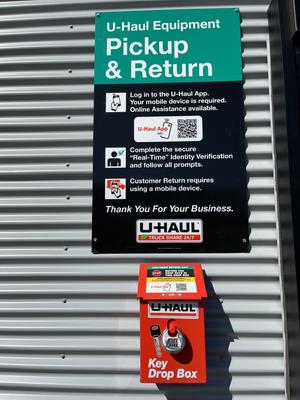 U-Haul Equipment
Pickup
& Return
Log in to the U-Haul App.
Your mobile device is required.
Online Assistance available.
U-Haul App
Complete the secure
"Real-Time" Identity Verification
and follow all prompts.
Customer Return requires
using a mobile device.
Thank You For Your Business.
U-HAUL
TRUCK SHARE 24/7
STOP
U-HAUL
Key
Drop Box